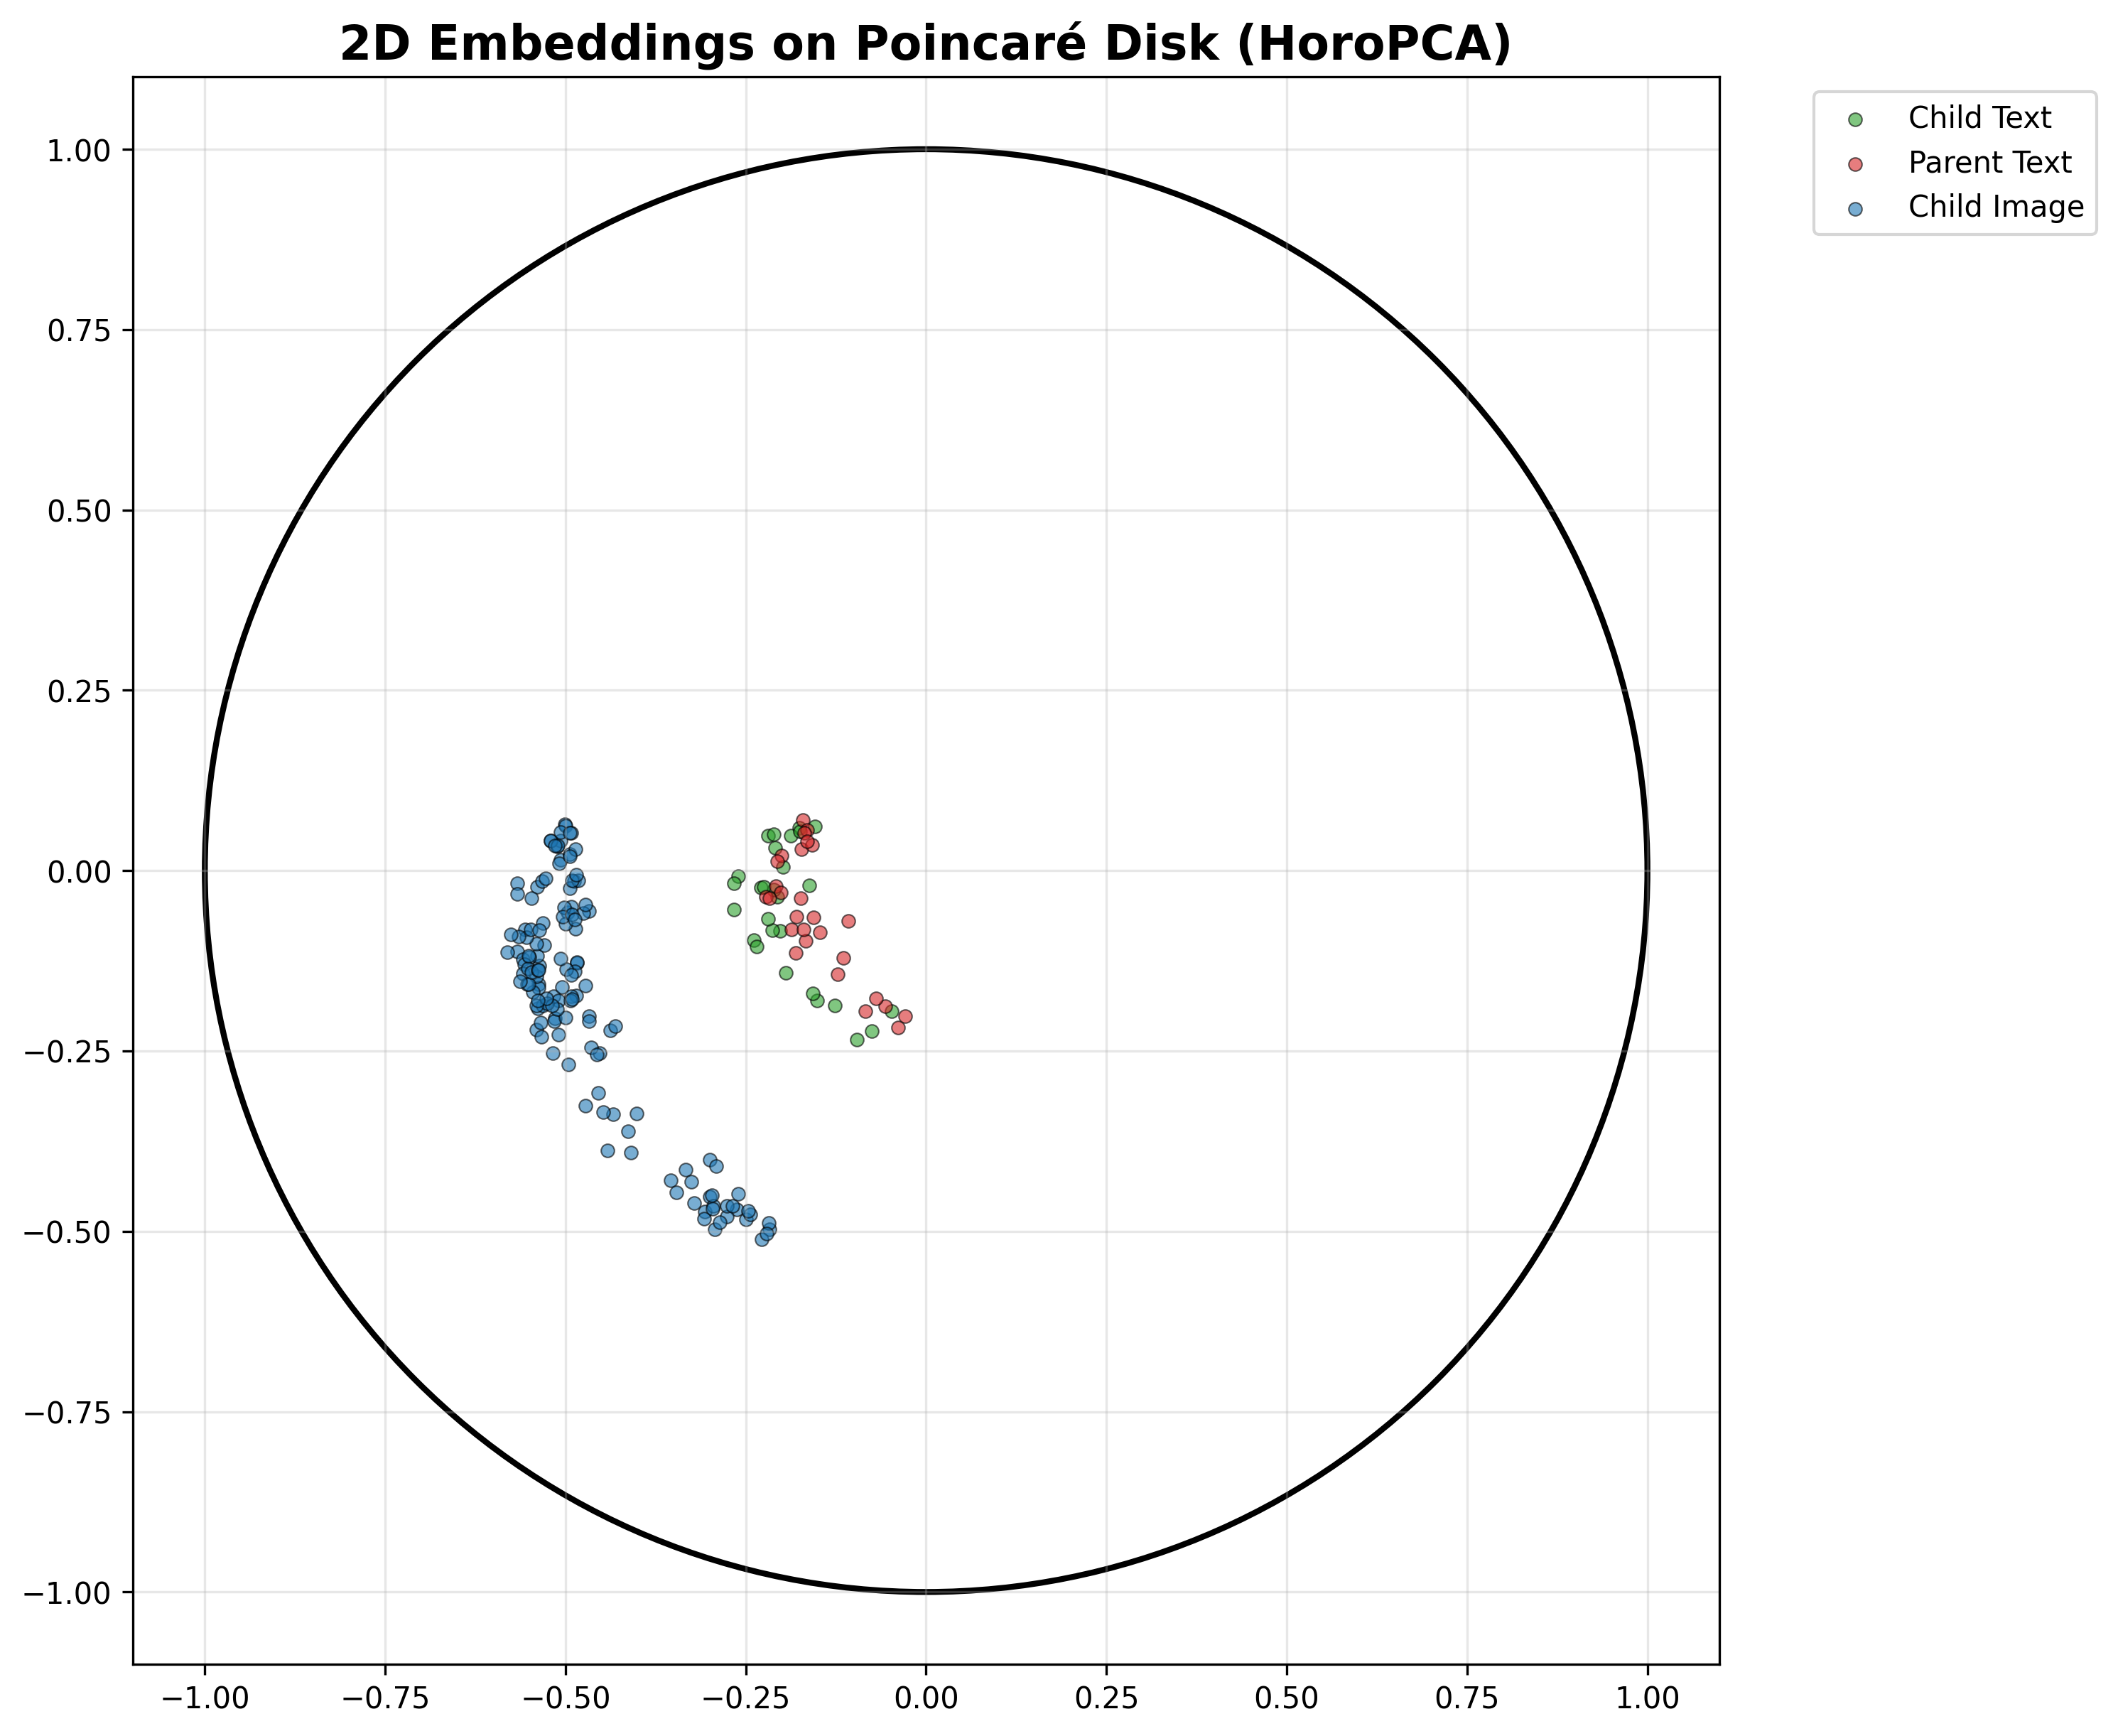 2D Embeddings on Poincaré Disk (HoroPCA)
Child Text
Parent Text
Child Image
1.00
0.75
0.50
0.25
0.00
−0.25
−0.50
−0.75
−1.00
−1.00 −0.75 −0.50 −0.25 0.00 0.25 0.50 0.75 1.00